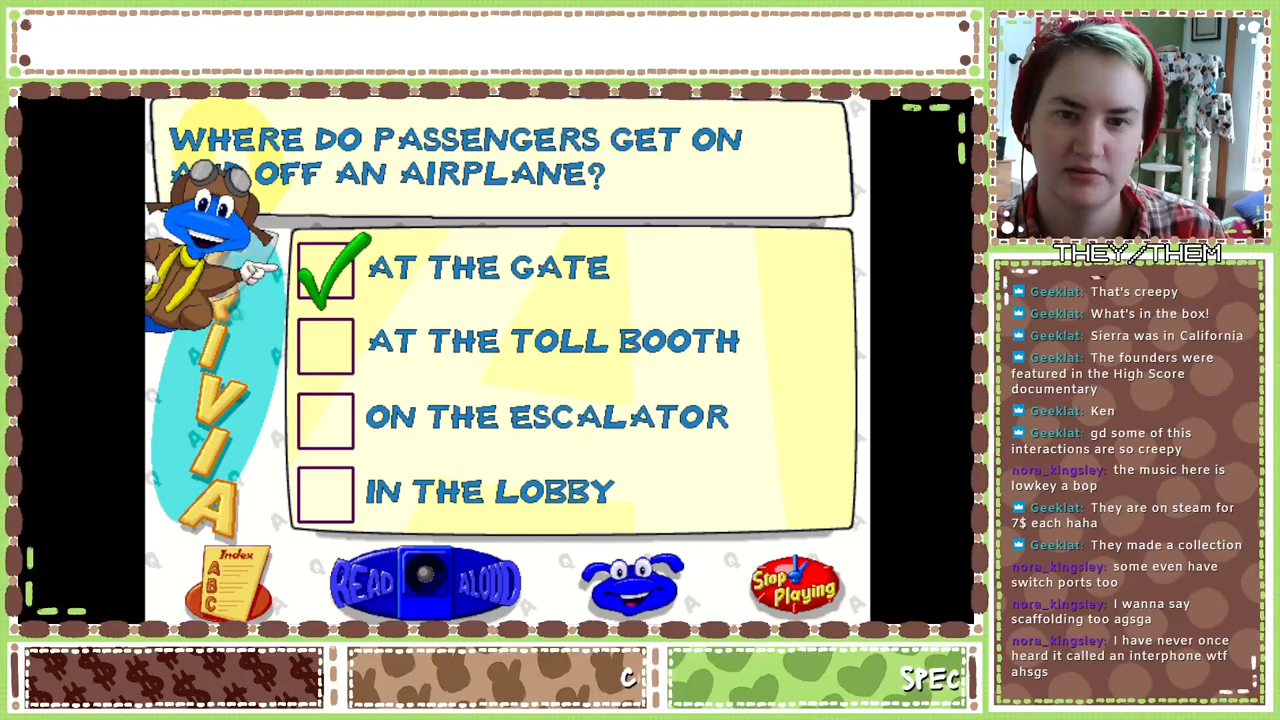 WHERE DO PASSENGERS GET ON
AND OFF AN AIRPLANE?
AT THE GATE
AT THE TOLL BOOTH
ON THE ESCALATOR
IN THE LOBBY
IVIA
Index
A
B
C
READ ALOUD
Stop
Playing
C
SPEC
THEY/THEM
Geeklat: That's creepy
Geeklat: What's in the box!
Geeklat: Sierra was in California
Geeklat: The founders were
featured in the High Score
documentary
Geeklat: Ken
Geeklat: gd some of this
interactions are so creepy
nora_kingsley: the music here is
lowkey a bop
Geeklat: They are on steam for
7$ each haha
Geeklat: They made a collection
nora_kingsley: some even have
switch ports too
nora_kingsley: I wanna say
scaffolding too agsga
nora_kingsley: I have never once
heard it called an interphone wtf
ahsgs